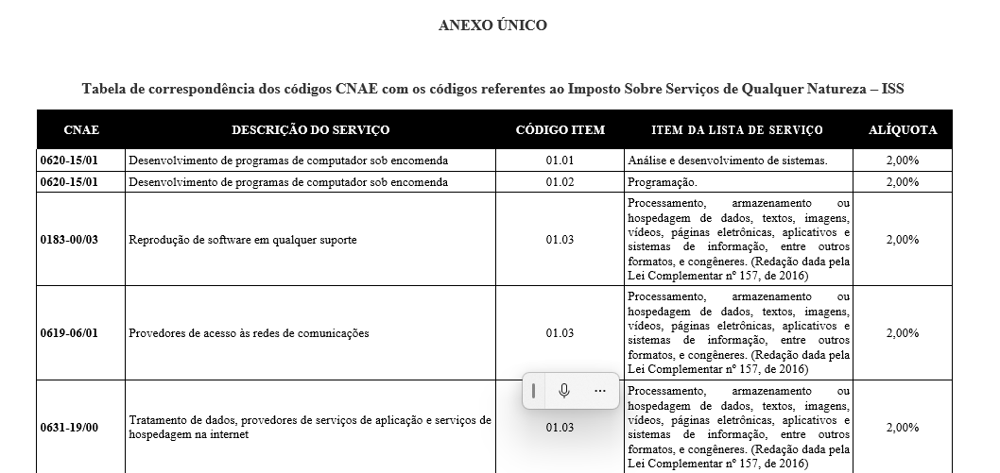 ANEXO ÚNICO
Tabela de correspondência dos códigos CNAE com os códigos referentes ao Imposto Sobre Serviços de Qualquer Natureza – ISS
CNAE DESCRIÇÃO DO SERVIÇO CÓDIGO ITEM ITEM DA LISTA DE SERVIÇO ALÍQUOTA
0620-15/01 Desenvolvimento de programas de computador sob encomenda 01.01 Análise e desenvolvimento de sistemas. 2,00%
0620-15/01 Desenvolvimento de programas de computador sob encomenda 01.02 Programação. 2,00%
0183-00/03 Reprodução de software em qualquer suporte 01.03
Processamento, armazenamento ou
hospedagem de dados, textos, imagens,
vídeos, páginas eletrônicas, aplicativos e
sistemas de informação, entre outros
formatos, e congêneres. (Redação dada pela
Lei Complementar nº 157, de 2016)
2,00%
0619-06/01 Provedores de acesso às redes de comunicações 01.03
Processamento, armazenamento ou
hospedagem de dados, textos, imagens,
vídeos, páginas eletrônicas, aplicativos e
sistemas de informação, entre outros
formatos, e congêneres. (Redação dada pela
Lei Complementar nº 157, de 2016)
2,00%
0631-19/00
Tratamento de dados, provedores de serviços de aplicação e serviços de
hospedagem na internet
01.03
Processamento, armazenamento ou
hospedagem de dados, textos, imagens,
vídeos, páginas eletrônicas, aplicativos e
sistemas de informação, entre outros
formatos, e congêneres. (Redação dada pela
Lei Complementar nº 157, de 2016)
2,00%